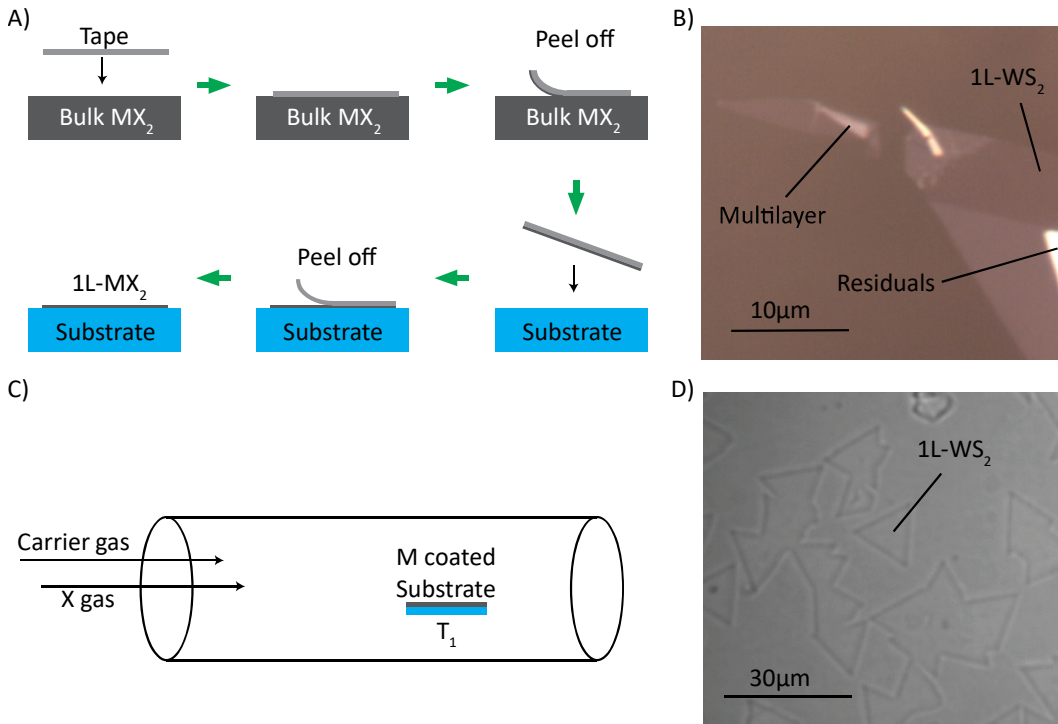 A)
Tape
Bulk MX₂
Bulk MX₂
Peel off
Bulk MX₂
1L-MX₂
Substrate
Peel off
Substrate
Substrate
B)
1L-WS₂
Multilayer
Residuals
10μm
C)
Carrier gas
X gas
M coated
Substrate
T₁
D)
1L-WS₂
30μm